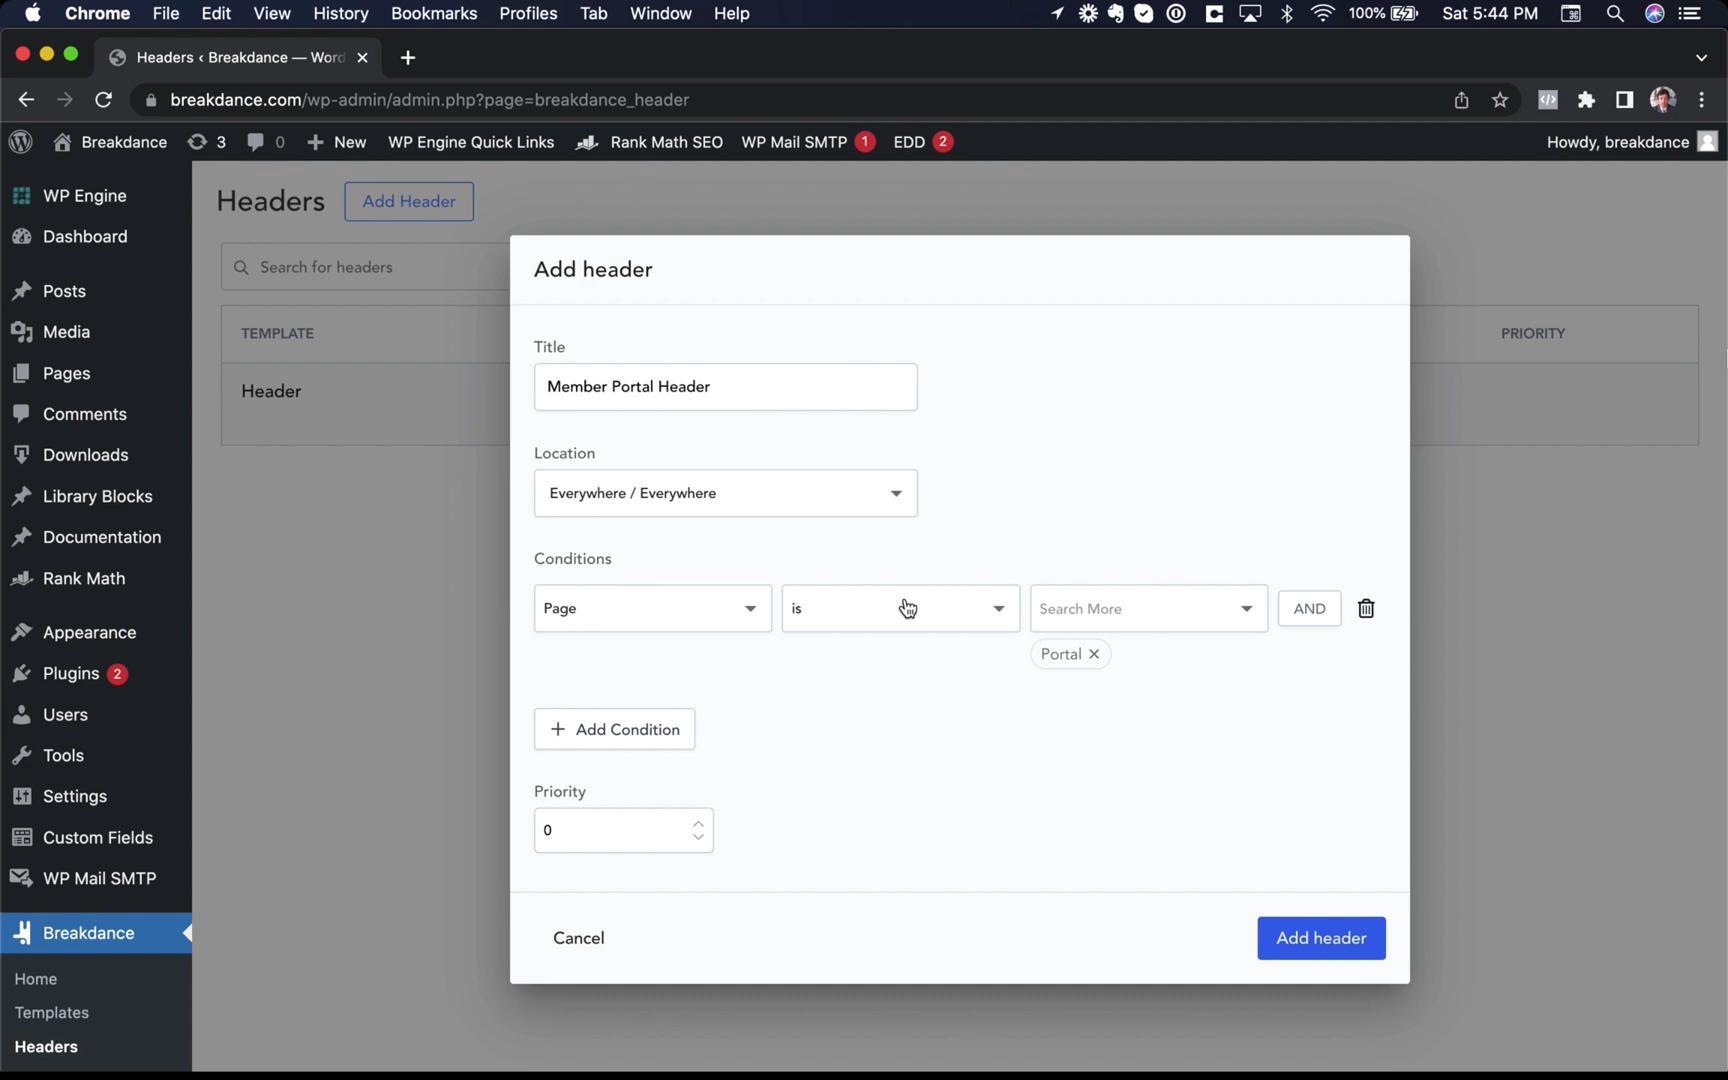 Chrome File Edit View History Bookmarks Profiles Tab Window Help 100% Sat 5:44 PM
Headers ‹ Breakdance — Word
breakdance.com/wp-admin/admin.php?page=breakdance_header
Breakdance 3 0 New WP Engine Quick Links Rank Math SEO WP Mail SMTP 1 EDD 2 Howdy, breakdance
WP Engine
Dashboard
Posts
Media
Pages
Comments
Downloads
Library Blocks
Documentation
Rank Math
Appearance
Plugins 2
Users
Tools
Settings
Custom Fields
WP Mail SMTP
Breakdance
Home
Templates
Headers
Headers Add Header
Search for headers
TEMPLATE PRIORITY
Header
Add header
Title
Member Portal Header
Location
Everywhere / Everywhere
Conditions
Page is Search More AND
Portal
+ Add Condition
Priority
0
Cancel Add header